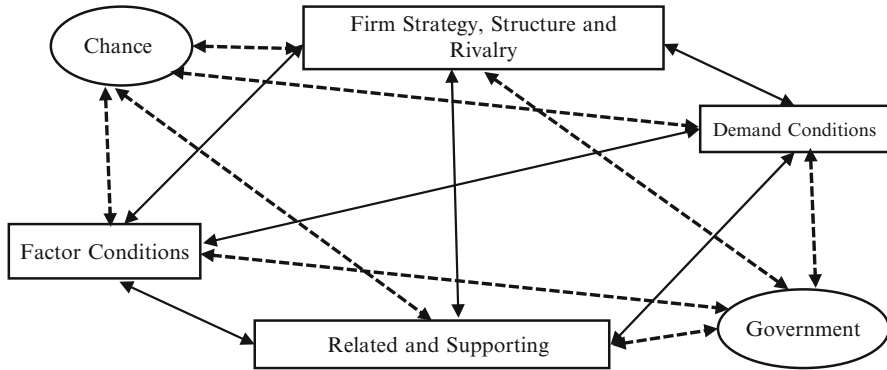 Chance
Firm Strategy, Structure and
Rivalry
Demand Conditions
Factor Conditions
Related and Supporting
Government